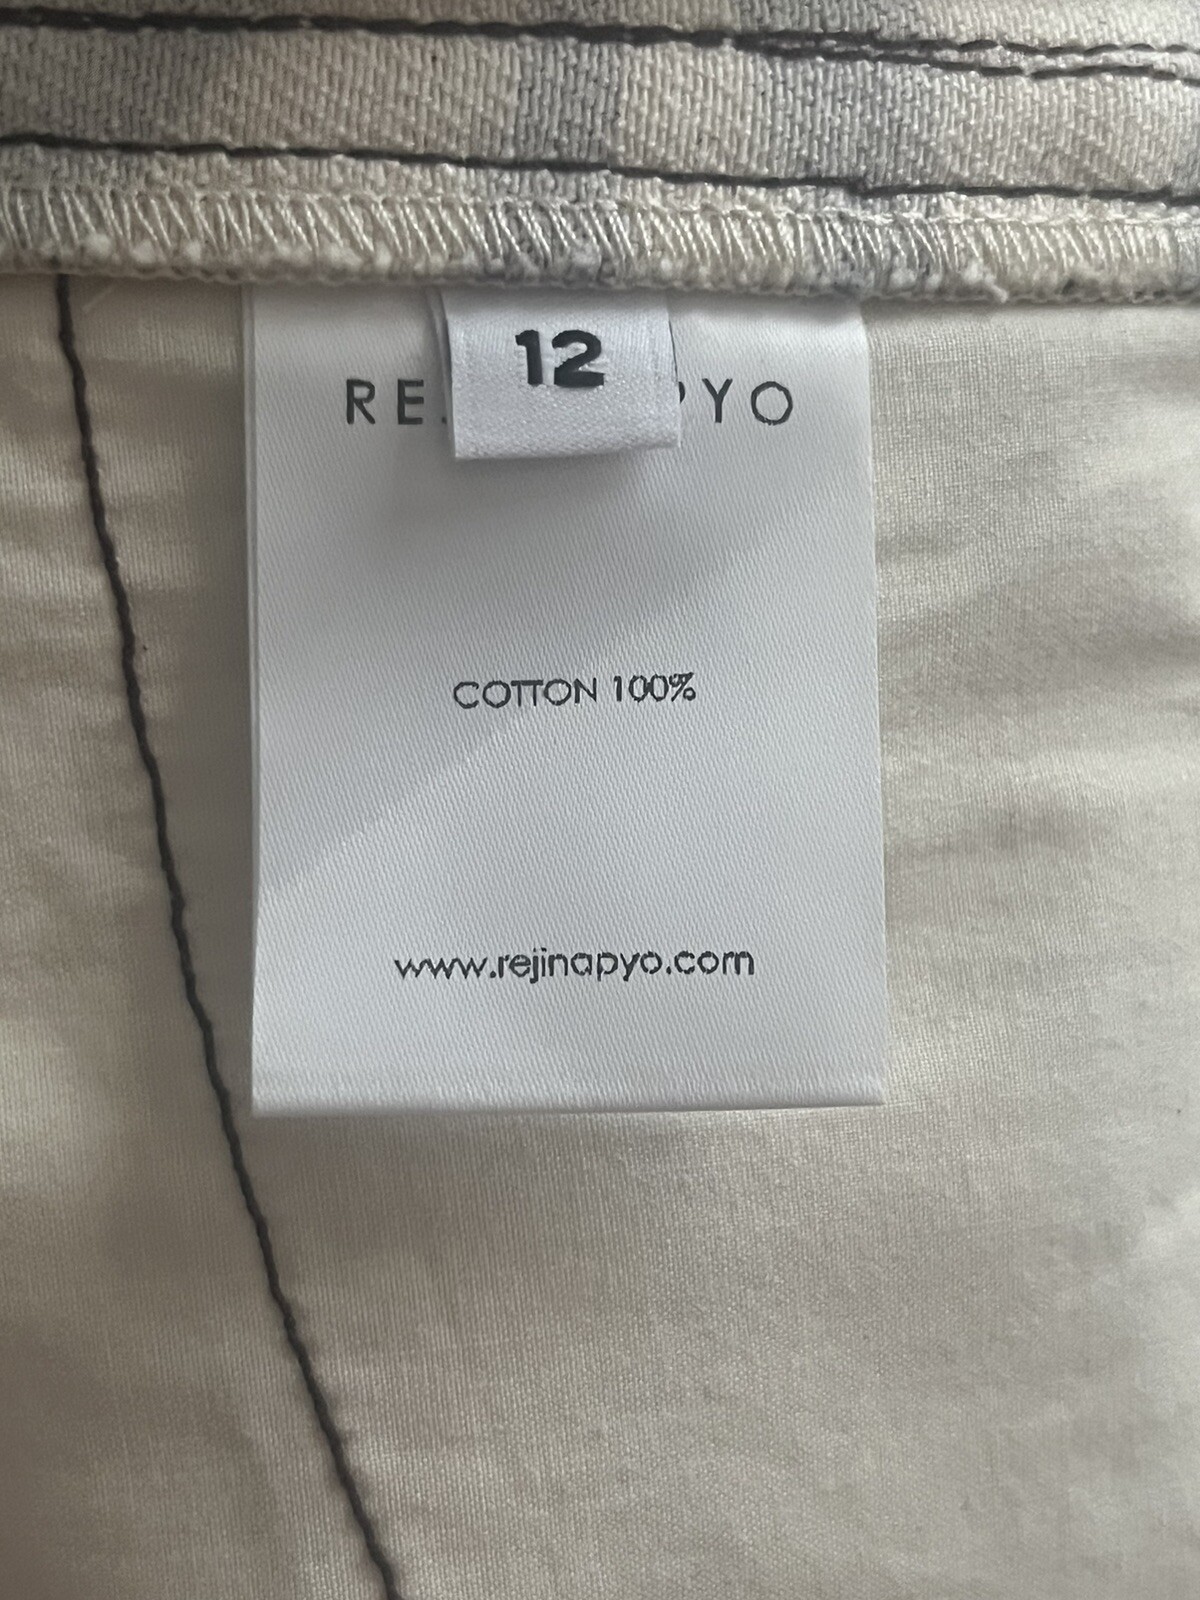 12
RE PYO
COTTON 100%
www.rejinapyo.com